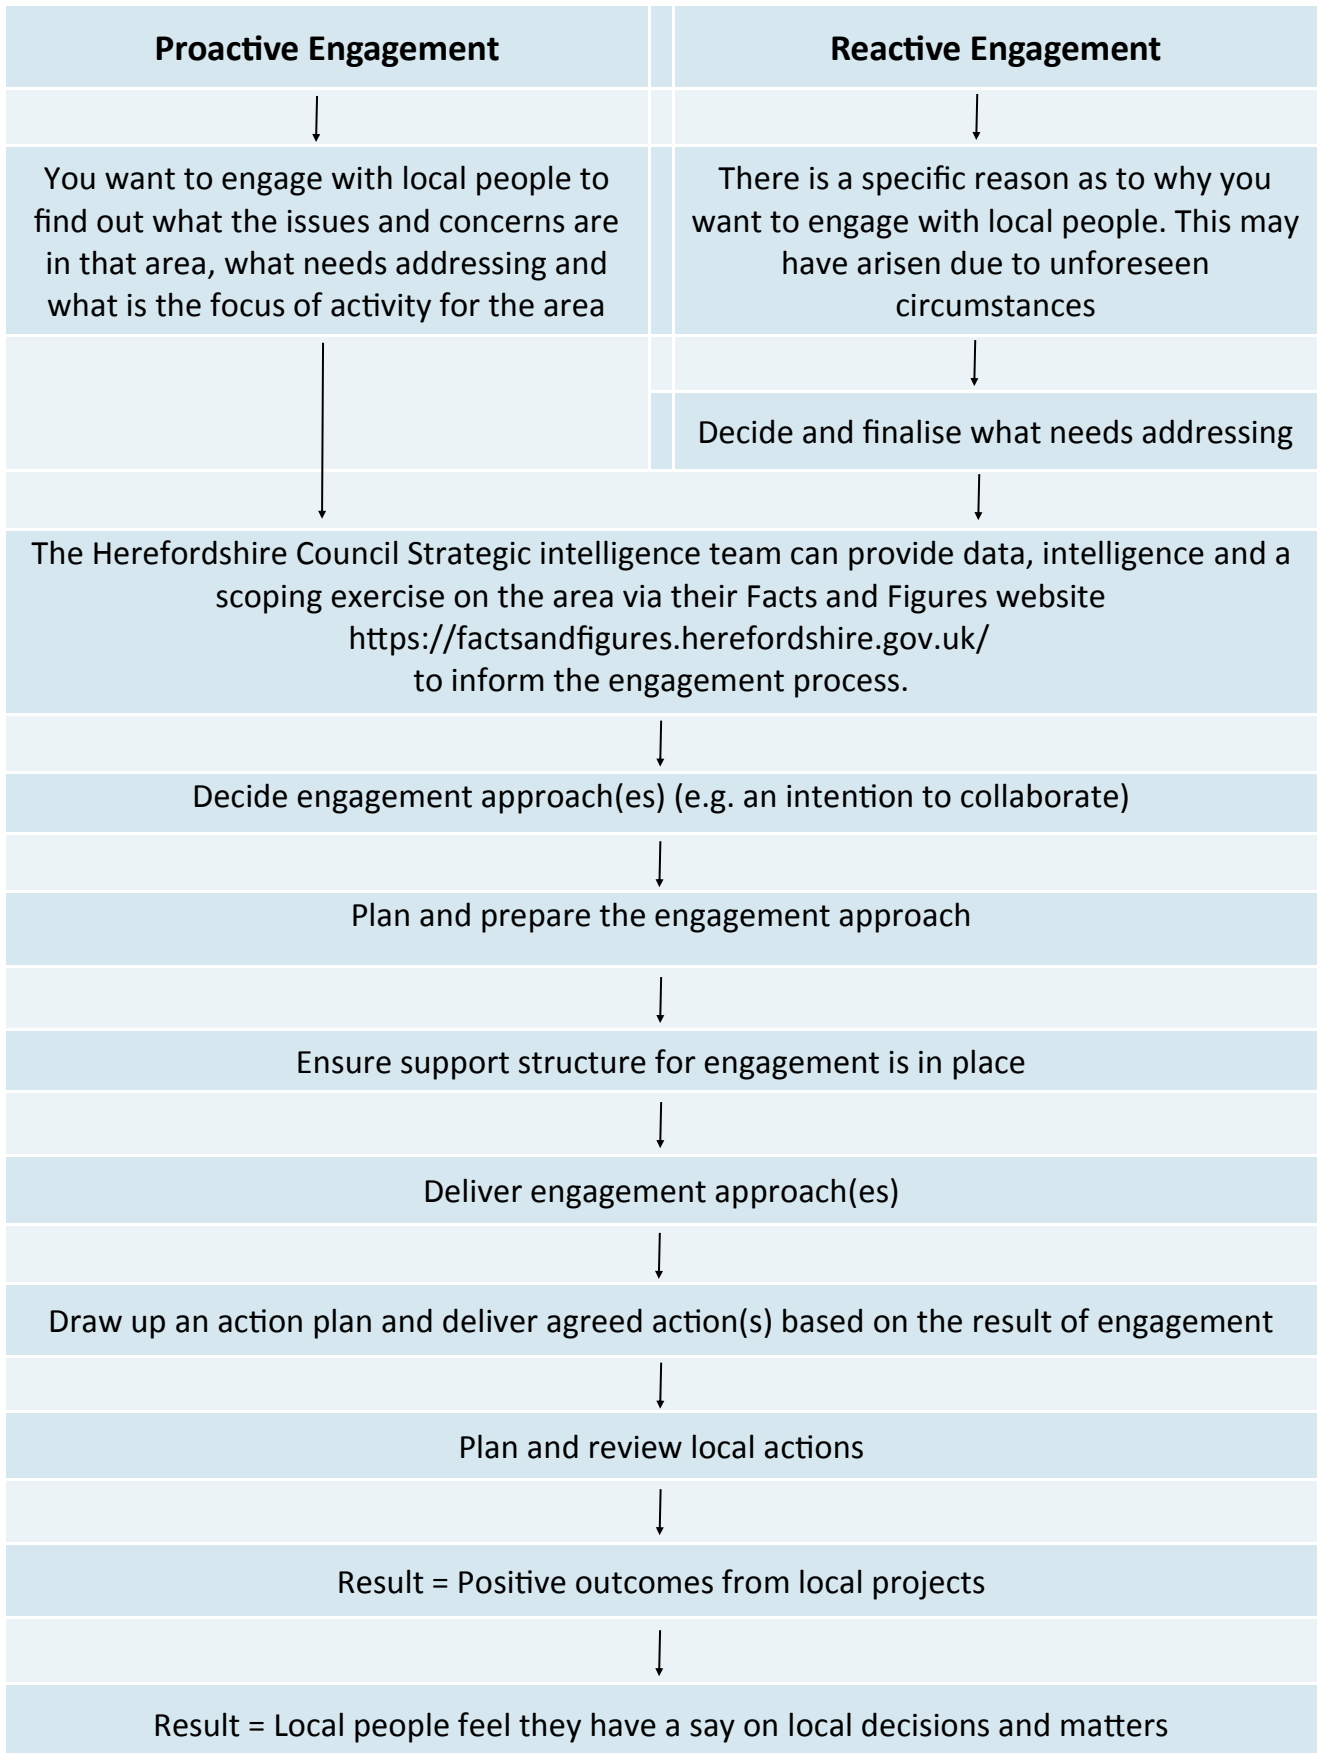 Proactive Engagement
Reactive Engagement
You want to engage with local people to
find out what the issues and concerns are
in that area, what needs addressing and
what is the focus of activity for the area
There is a specific reason as to why you
want to engage with local people. This may
have arisen due to unforeseen
circumstances
Decide and finalise what needs addressing
The Herefordshire Council Strategic intelligence team can provide data, intelligence and a
scoping exercise on the area via their Facts and Figures website
https://factsandfigures.herefordshire.gov.uk/
to inform the engagement process.
Decide engagement approach(es) (e.g. an intention to collaborate)
Plan and prepare the engagement approach
Ensure support structure for engagement is in place
Deliver engagement approach(es)
Draw up an action plan and deliver agreed action(s) based on the result of engagement
Plan and review local actions
Result = Positive outcomes from local projects
Result = Local people feel they have a say on local decisions and matters